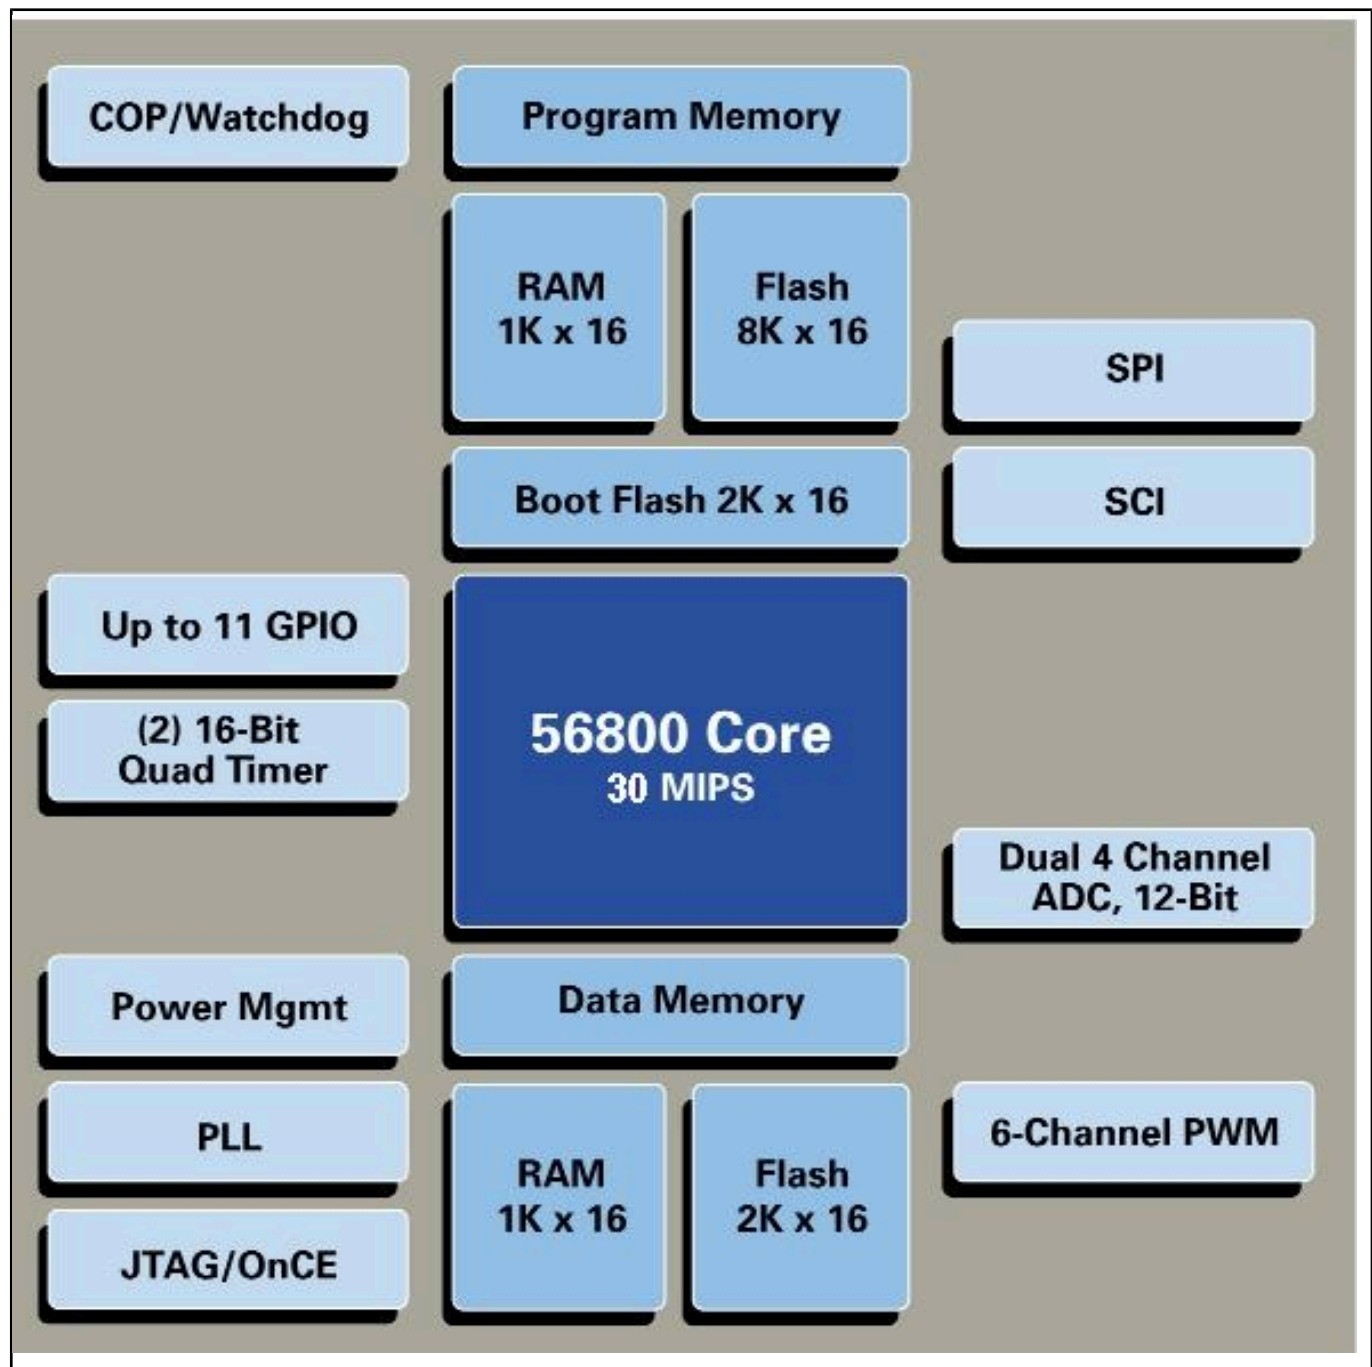 COP/Watchdog
Program Memory
RAM
1K x 16
Flash
8K x 16
SPI
Boot Flash 2K x 16
SCI
Up to 11 GPIO
(2) 16-Bit
Quad Timer
56800 Core
30 MIPS
Dual 4 Channel
ADC, 12-Bit
Power Mgmt
Data Memory
PLL
RAM
1K x 16
Flash
2K x 16
6-Channel PWM
JTAG/OnCE